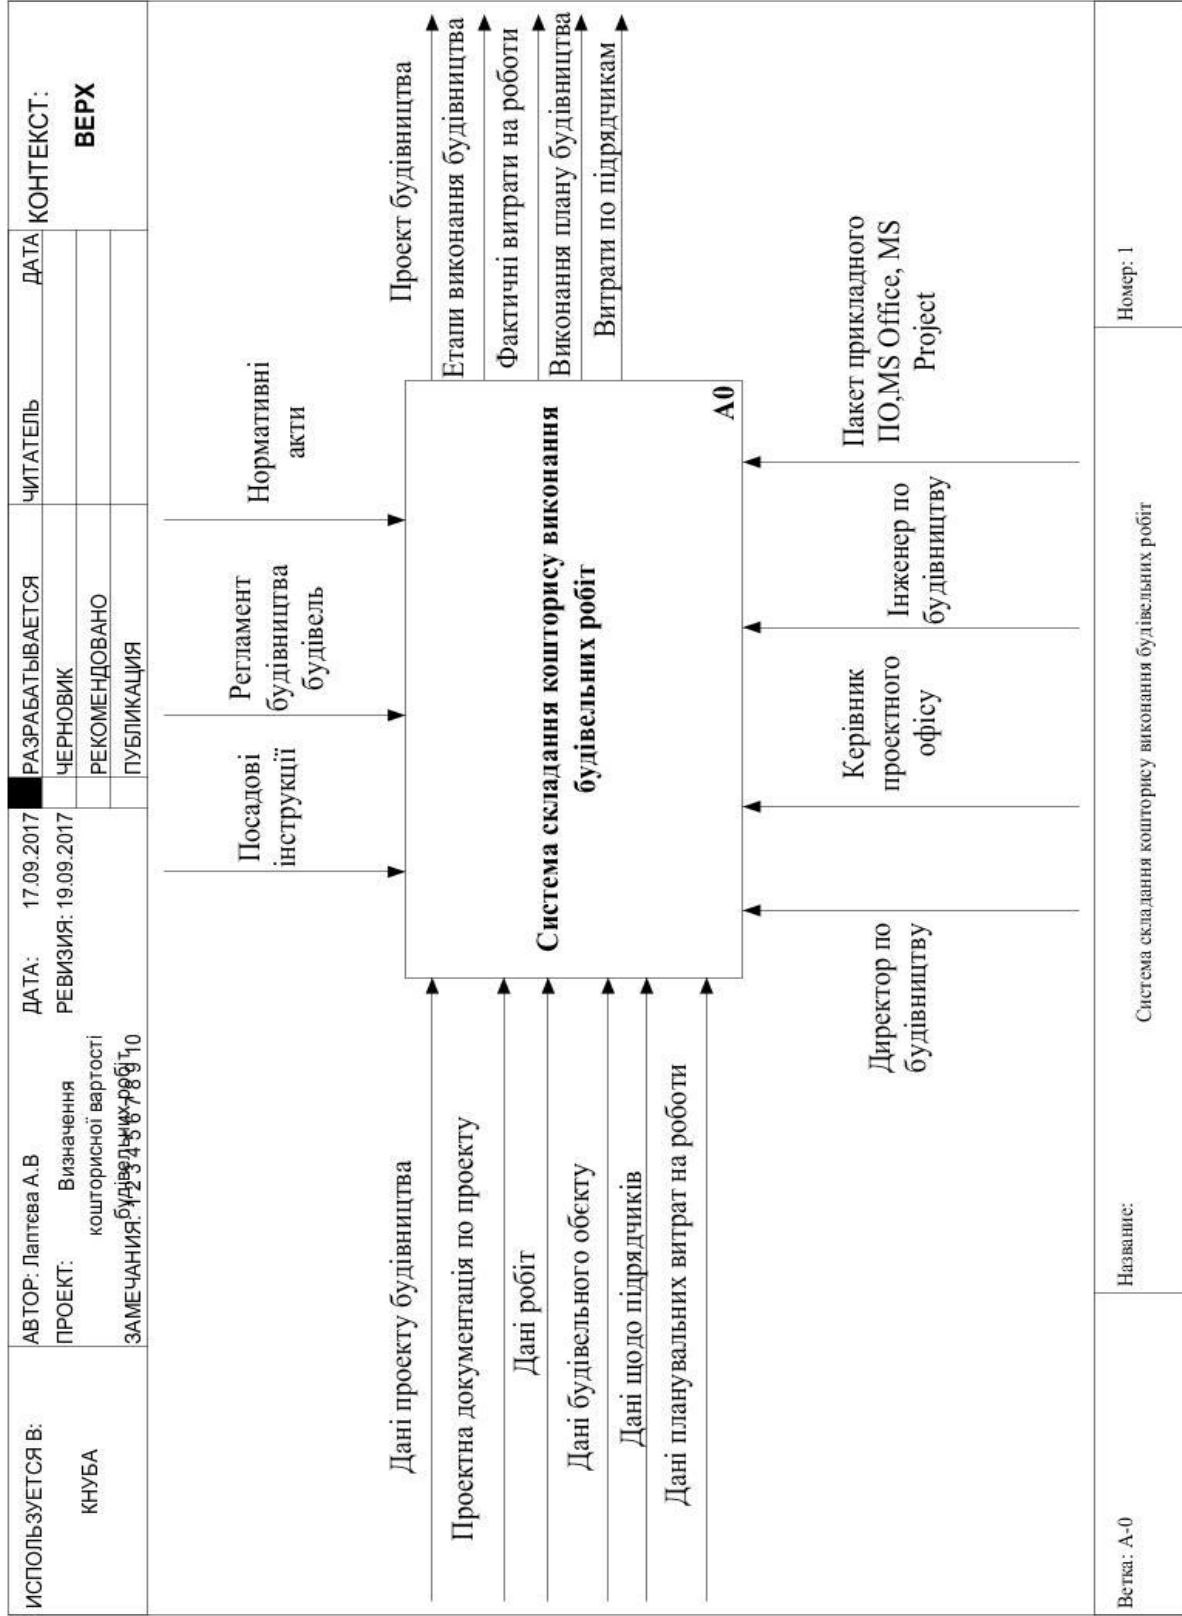 ИСПОЛЬЗУЕТСЯ В:
КНУБА
АВТОР: Лаптєва А.В
ПРОЕКТ: Визначення
кошторисної вартості
будівельних робіт
ЗАМЕЧАНИЯ: 1 2 3 4 5 6 7 8 9 10
ДАТА: 17.09.2017
РЕВИЗИЯ: 19.09.2017
РАЗРАБАТЫВАЕТСЯ
ЧЕРНОВИК
РЕКОМЕНДОВАНО
ПУБЛИКАЦИЯ
ЧИТАТЕЛЬ ДАТА
КОНТЕКСТ:
ВЕРХ
Посадові
інструкції
Регламент
будівництва
будівель
Нормативні
акти
Дані проекту будівництва
Проектна документація по проекту
Дані робіт
Дані будівельного обєкту
Дані щодо підрядчиків
Дані планувальних витрат на роботи
Система складання кошторису виконання
будівельних робіт
A0
Проект будівництва
Етапи виконання будівництва
Фактичні витрати на роботи
Виконання плану будівництва
Витрати по підрядчикам
Директор по
будівництву
Керівник
проектного
офісу
Інженер по
будівництву
Пакет прикладного
ПО,MS Office, MS
Project
Ветка: A-0
Название:
Система складання кошторису виконання будівельних робіт
Номер: 1